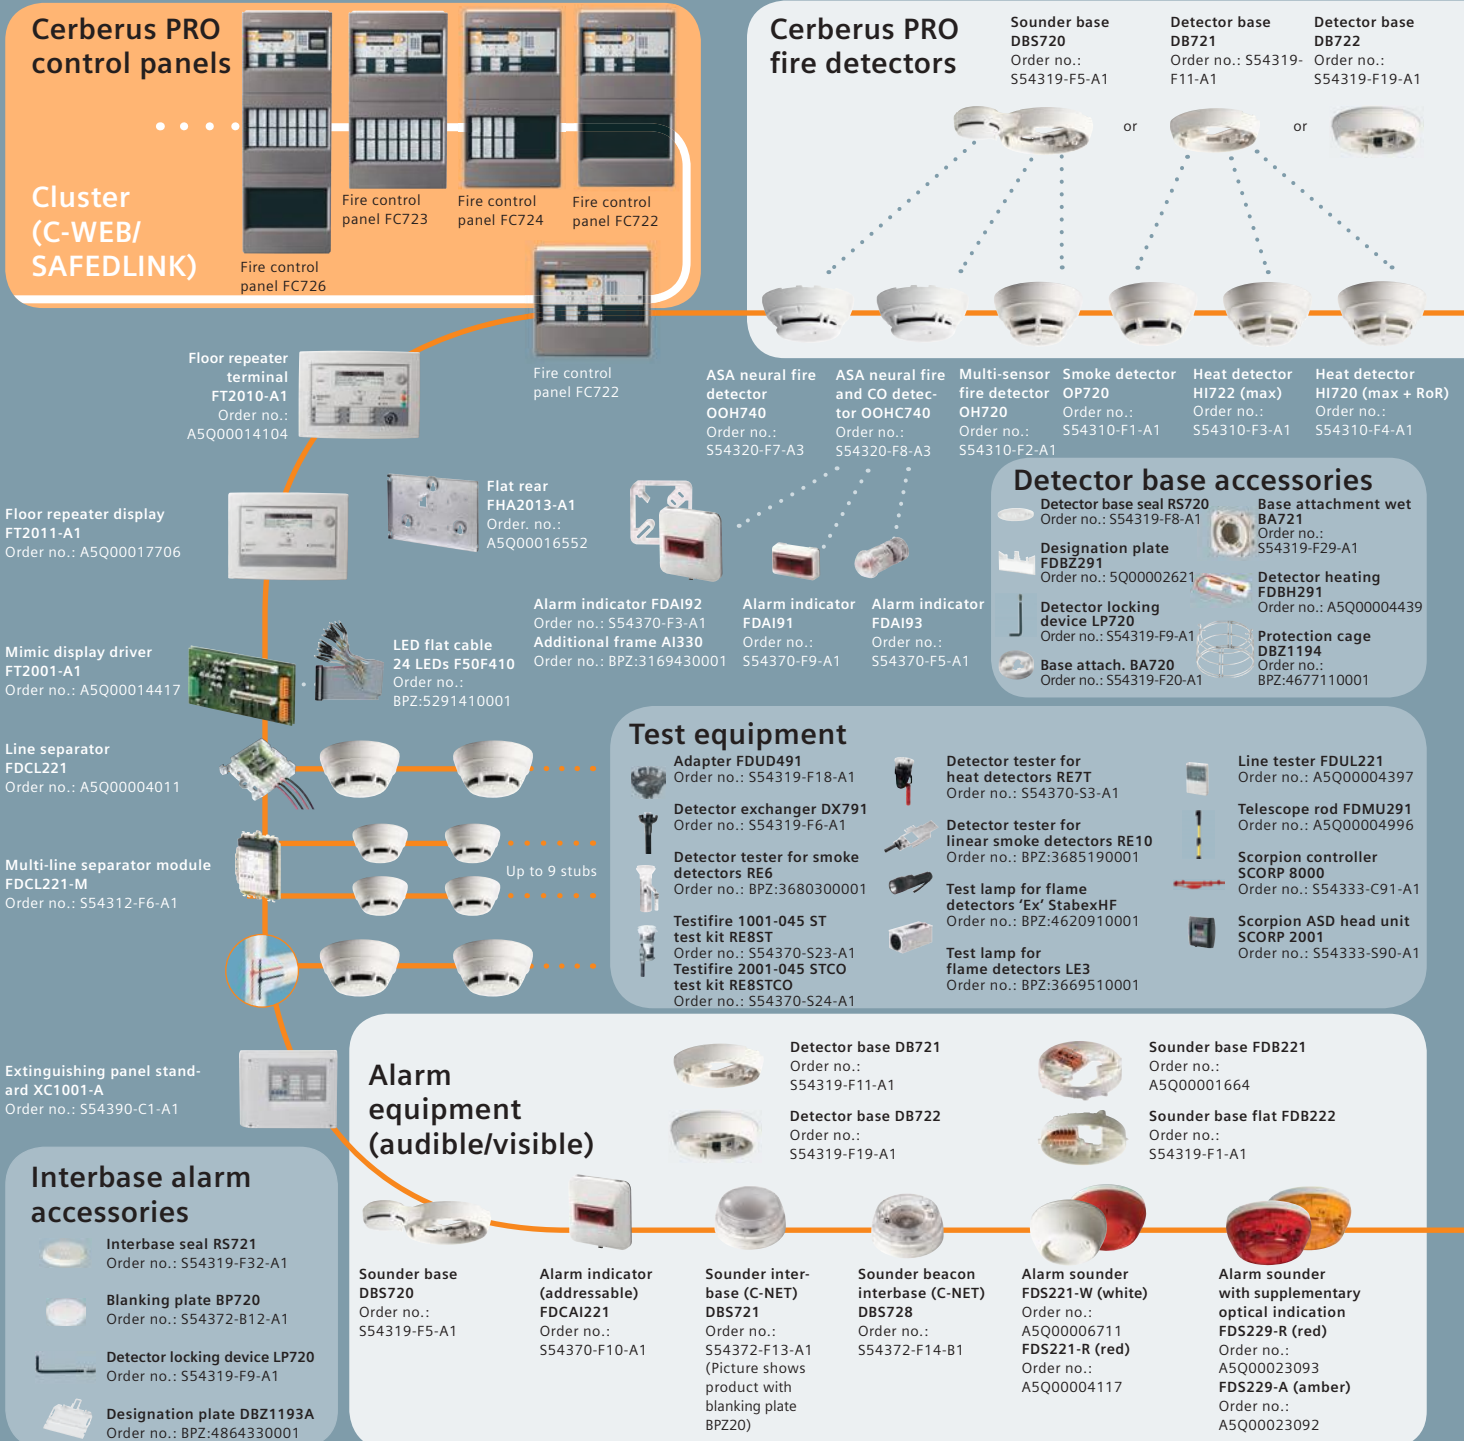 Cerberus PRO
control panels
Cluster
(C-WEB/
SAFEDLINK)
Fire control
panel FC726
Fire control
panel FC723
Fire control
panel FC724
Fire control
panel FC722
Fire control
panel FC722
Cerberus PRO
fire detectors
Sounder base
DBS720
Order no.:
S54319-F5-A1
or
Detector base
DB721
Order no.: S54319-
F11-A1
or
Detector base
DB722
Order no.:
S54319-F19-A1
ASA neural fire
detector
OOH740
Order no.:
S54320-F7-A3
ASA neural fire
and CO detec-
tor OOHC740
Order no.:
S54320-F8-A3
Multi-sensor
fire detector
OH720
Order no.:
S54310-F2-A1
Smoke detector
OP720
Order no.:
S54310-F1-A1
Heat detector
HI722 (max)
Order no.:
S54310-F3-A1
Heat detector
HI720 (max + RoR)
Order no.:
S54310-F4-A1
Floor repeater
terminal
FT2010-A1
Order no.:
A5Q00014104
Floor repeater display
FT2011-A1
Order no.: A5Q00017706
Flat rear
FHA2013-A1
Order. no.:
A5Q00016552
Alarm indicator FDAI92
Order no.: S54370-F3-A1
Additional frame AI330
Order no.: BPZ:3169430001
Alarm indicator
FDAI91
Order no.:
S54370-F9-A1
Alarm indicator
FDAI93
Order no.:
S54370-F5-A1
Detector base accessories
Detector base seal RS720
Order no.: S54319-F8-A1
Designation plate
FDBZ291
Order no.: 5Q00002621
Detector locking
device LP720
Order no.: S54319-F9-A1
Base attach. BA720
Order no.: S54319-F20-A1
Base attachment wet
BA721
Order no.:
S54319-F29-A1
Detector heating
FDBH291
Order no.: A5Q00004439
Protection cage
DBZ1194
Order no.:
BPZ:4677110001
Mimic display driver
FT2001-A1
Order no.: A5Q00014417
LED flat cable
24 LEDs F50F410
Order no.:
BPZ:5291410001
Line separator
FDCL221
Order no.: A5Q00004011
Multi-line separator module
FDCL221-M
Order no.: S54312-F6-A1
Up to 9 stubs
Test equipment
Adapter FDUD491
Order no.: S54319-F18-A1
Detector exchanger DX791
Order no.: S54319-F6-A1
Detector tester for smoke
detectors RE6
Order no.: BPZ:3680300001
Testifire 1001-045 ST
test kit RE8ST
Order no.: S54370-S23-A1
Testifire 2001-045 STCO
test kit RE8STCO
Order no.: S54370-S24-A1
Detector tester for
heat detectors RE7T
Order no.: S54370-S3-A1
Detector tester for
linear smoke detectors RE10
Order no.: BPZ:3685190001
Test lamp for flame
detectors ‘Ex’ StabexHF
Order no.: BPZ:4620910001
Test lamp for
flame detectors LE3
Order no.: BPZ:3669510001
Line tester FDUL221
Order no.: A5Q00004397
Telescope rod FDMU291
Order no.: A5Q00004996
Scorpion controller
SCORP 8000
Order no.: S54333-C91-A1
Scorpion ASD head unit
SCORP 2001
Order no.: S54333-S90-A1
Extinguishing panel stand-
ard XC1001-A
Order no.: S54390-C1-A1
Alarm
equipment
(audible/visible)
Detector base DB721
Order no.:
S54319-F11-A1
Detector base DB722
Order no.:
S54319-F19-A1
Sounder base FDB221
Order no.:
A5Q00001664
Sounder base flat FDB222
Order no.:
S54319-F1-A1
Sounder base
DBS720
Order no.:
S54319-F5-A1
Alarm indicator
(addressable)
FDCAI221
Order no.:
S54370-F10-A1
Sounder inter-
base (C-NET)
DBS721
Order no.:
S54372-F13-A1
(Picture shows
product with
blanking plate
BPZ20)
Sounder beacon
interbase (C-NET)
DBS728
Order no.:
S54372-F14-B1
Alarm sounder
FDS221-W (white)
Order no.:
A5Q00006711
FDS221-R (red)
Order no.:
A5Q00004117
Alarm sounder
with supplementary
optical indication
FDS229-R (red)
Order no.:
A5Q00023093
FDS229-A (amber)
Order no.:
A5Q00023092
Interbase alarm
accessories
Interbase seal RS721
Order no.: S54319-F32-A1
Blanking plate BP720
Order no.: S54372-B12-A1
Detector locking device LP720
Order no.: S54319-F9-A1
Designation plate DBZ1193A
Order no.: BPZ:4864330001